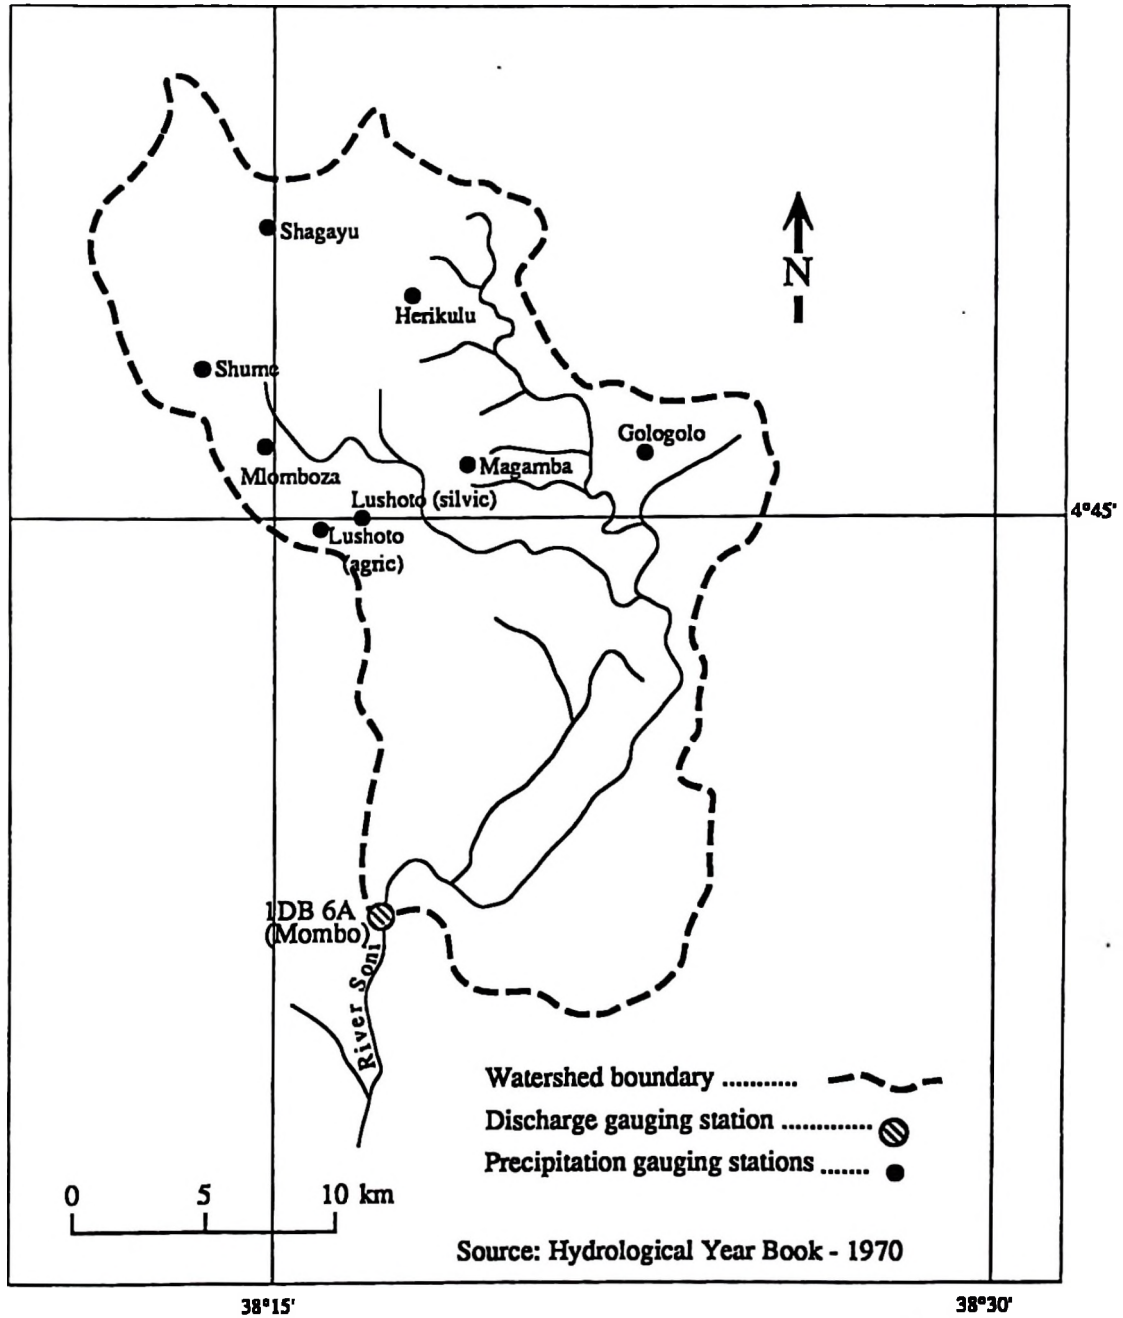 Shagayu
N
Herikulu
Shume
Gologolo
Mlomboza
Magamba
Lushoto (silvic)
4°45'
Lushoto
(agric)
1DB 6A
(Mombo)
River Soni
Watershed boundary ...........
Discharge gauging station .............
Precipitation gauging stations .......
0 5 10 km
Source: Hydrological Year Book - 1970
38°15' 38°30'